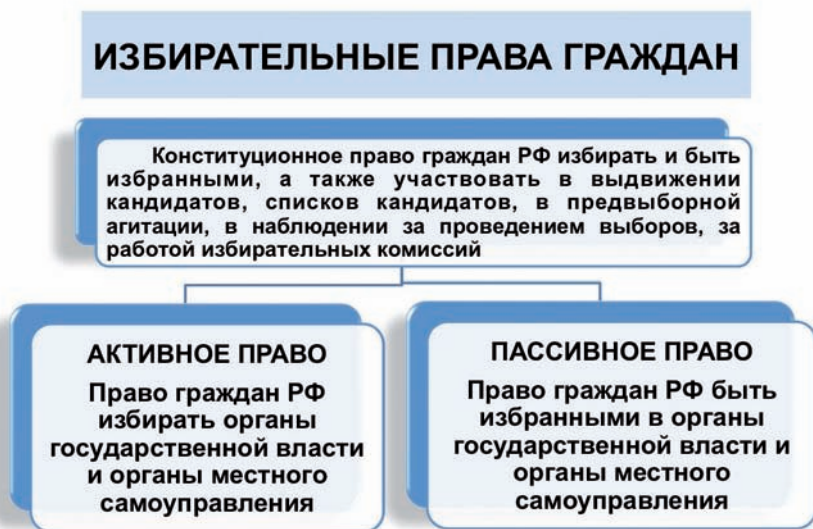 ИЗБИРАТЕЛЬНЫЕ ПРАВА ГРАЖДАН
Конституционное право граждан РФ избирать и быть
избранными, а также участвовать в выдвижении
кандидатов, списков кандидатов, в предвыборной
агитации, в наблюдении за проведением выборов, за
работой избирательных комиссий
АКТИВНОЕ ПРАВО
Право граждан РФ
избирать органы
государственной власти
и органы местного
самоуправления
ПАССИВНОЕ ПРАВО
Право граждан РФ быть
избранными в органы
государственной власти и
органы местного
самоуправления